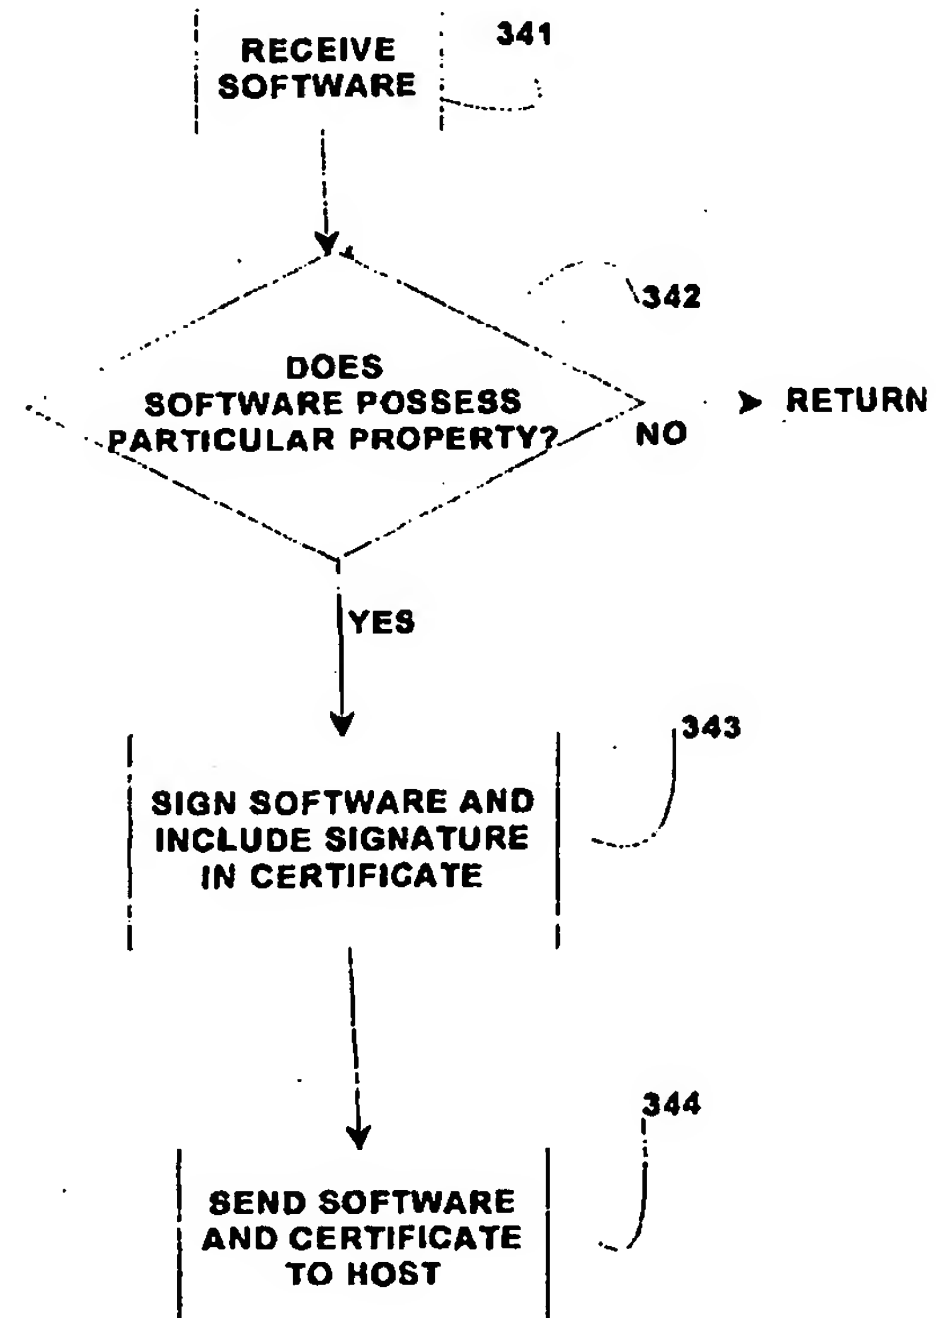 RECEIVE
SOFTWARE
341
342
DOES
SOFTWARE POSSESS
PARTICULAR PROPERTY?
NO
RETURN
YES
343
SIGN SOFTWARE AND
INCLUDE SIGNATURE
IN CERTIFICATE
344
SEND SOFTWARE
AND CERTIFICATE
TO HOST